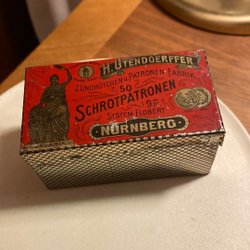 H. UTENDOERFFER
ZÜNDHÜTCHEN u. PATRONEN-FABRIK
50
SCHROTPATRONEN
9
SYSTEM FLOBERT
NÜRNBERG